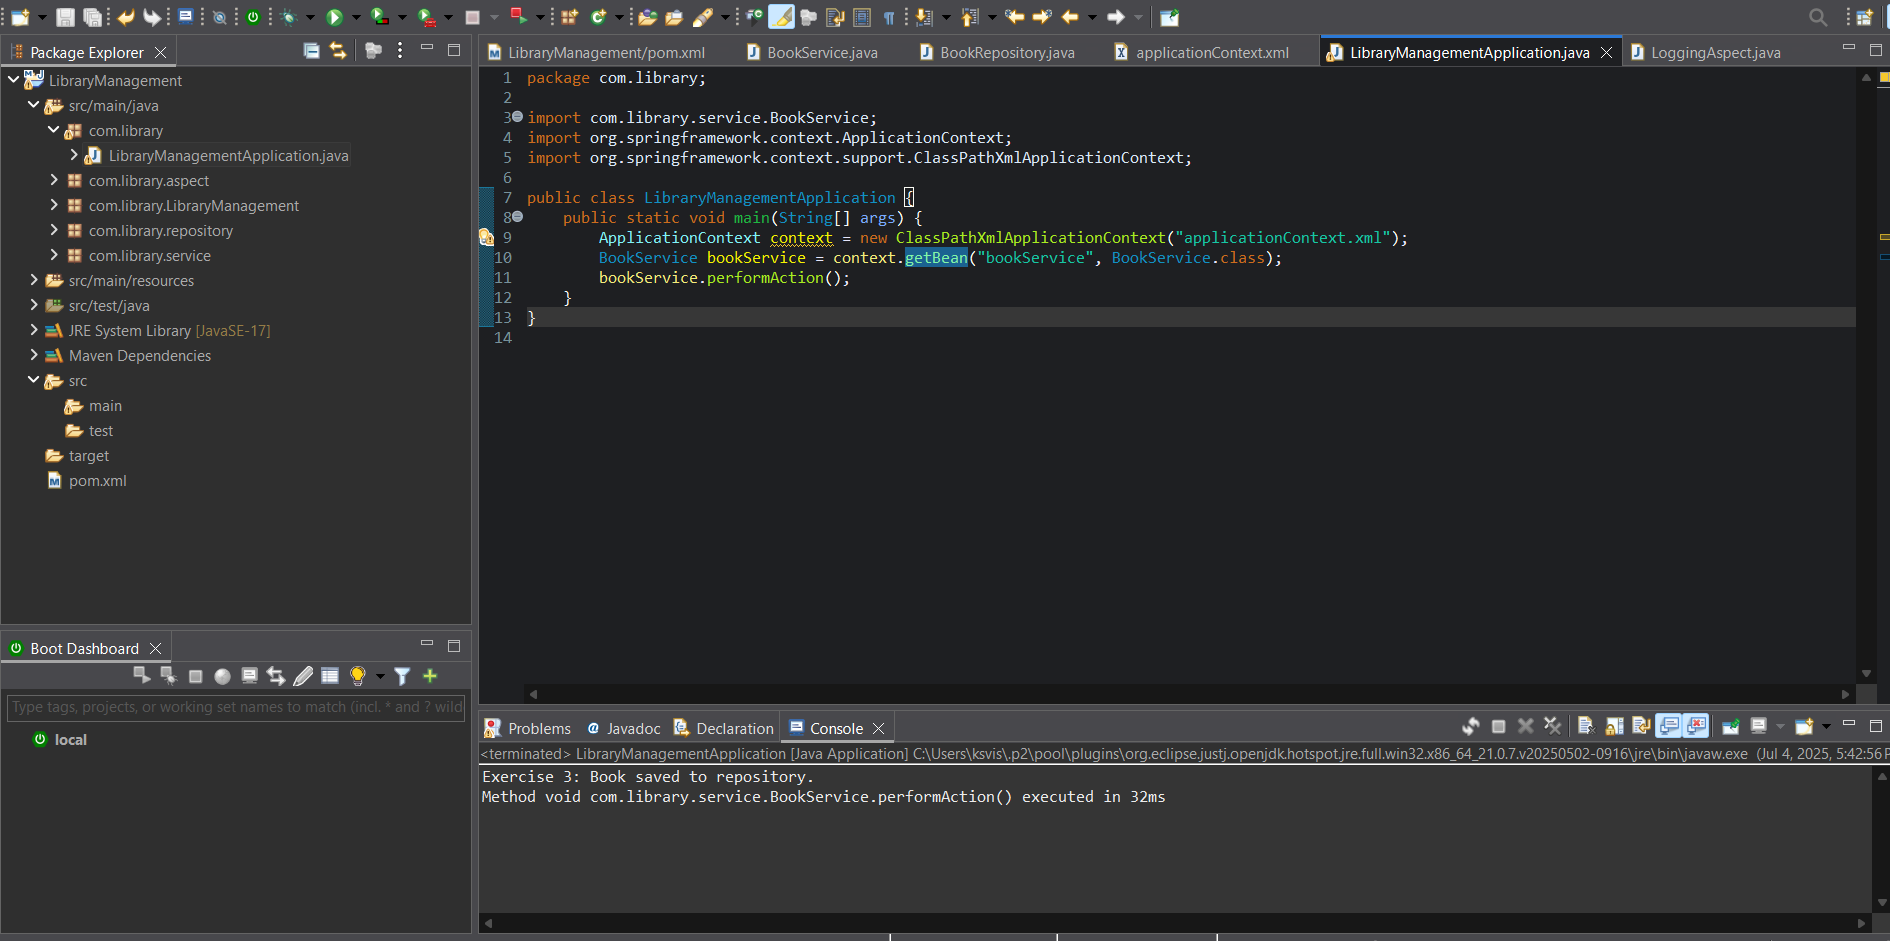 Package Explorer
LibraryManagement
src/main/java
com.library
LibraryManagementApplication.java
com.library.aspect
com.library.LibraryManagement
com.library.repository
com.library.service
src/main/resources
src/test/java
JRE System Library [JavaSE-17]
Maven Dependencies
src
main
test
target
pom.xml
Boot Dashboard
Type tags, projects, or working set names to match (incl. * and ? wild
local
LibraryManagement/pom.xml
BookService.java
BookRepository.java
applicationContext.xml
LibraryManagementApplication.java
LoggingAspect.java
1 package com.library;
2
3 import com.library.service.BookService;
4 import org.springframework.context.ApplicationContext;
5 import org.springframework.context.support.ClassPathXmlApplicationContext;
6
7 public class LibraryManagementApplication {
8 public static void main(String[] args) {
9 ApplicationContext context = new ClassPathXmlApplicationContext("applicationContext.xml");
10 BookService bookService = context.getBean("bookService", BookService.class);
11 bookService.performAction();
12 }
13 }
14
Problems
Javadoc
Declaration
Console
<terminated> LibraryManagementApplication [Java Application] C:\Users\ksvis\.p2\pool\plugins\org.eclipse.justj.openjdk.hotspot.jre.full.win32.x86_64_21.0.7.v20250502-0916\jre\bin\javaw.exe (Jul 4, 2025, 5:42:56 P
Exercise 3: Book saved to repository.
Method void com.library.service.BookService.performAction() executed in 32ms